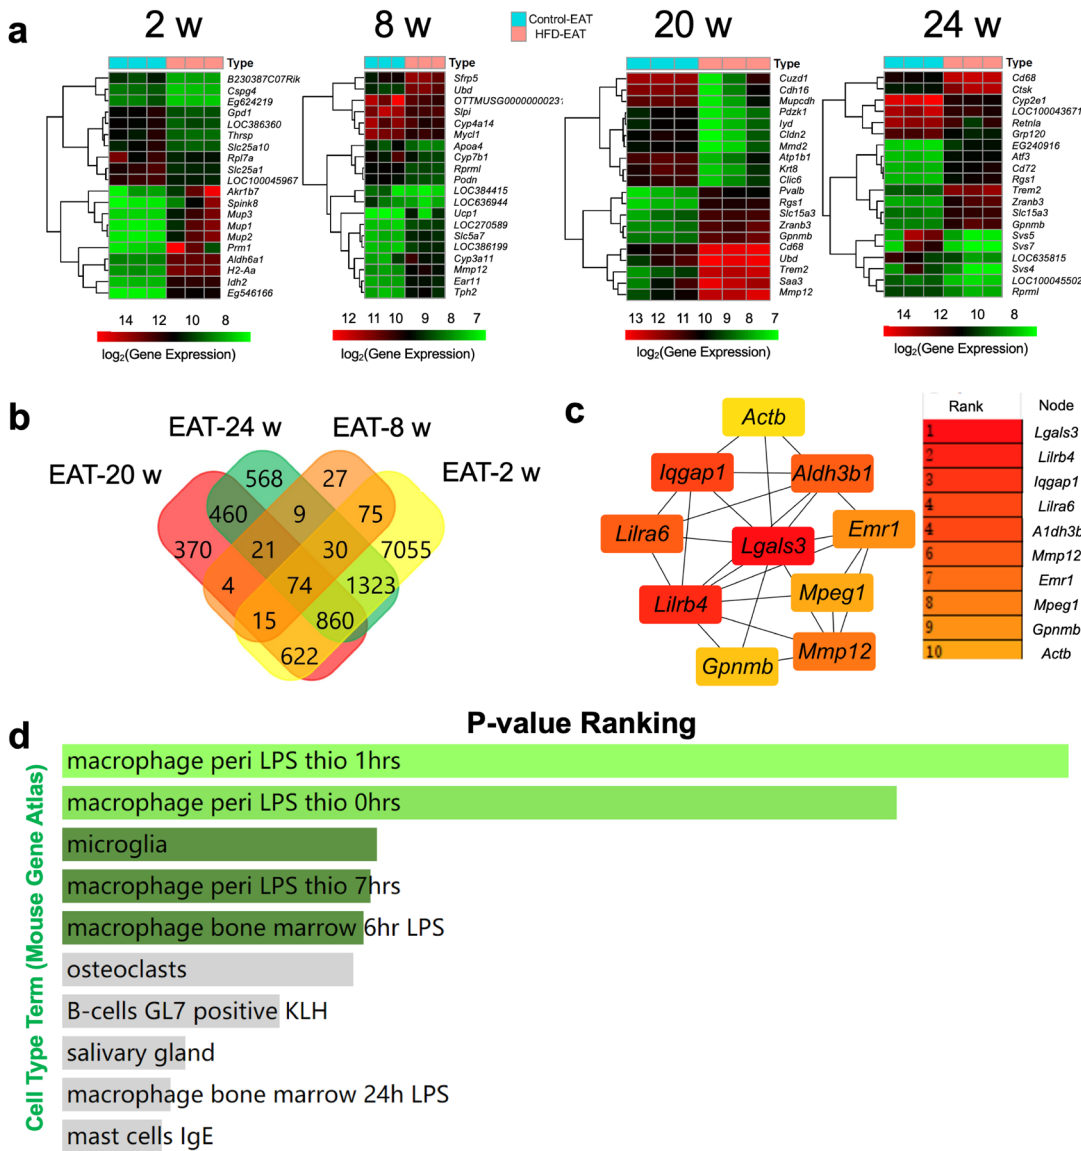 a
2 w
8 w
Control-EAT
HFD-EAT
20 w
24 w
Type
B230387C07Rik
Cspg4
Eg624219
Gpd1
LOC386360
Thrsp
Slc25a10
Rpl7a
Slc25a1
LOC100045967
Akr1b7
Spink8
Mup3
Mup1
Mup2
Prm1
Aldh6a1
H2-Aa
Idh2
Eg546166
14 12 10 8
log2(Gene Expression)
Type
Sfrp5
Ubd
OTTMUSG0000000023
Slpi
Cyp4a14
Mycl1
Apoa4
Cyp7b1
Rprml
Podn
LOC384415
LOC636944
Ucp1
LOC270589
Slc5a7
LOC386199
Cyp3a11
Mmp12
Ear11
Tph2
12 11 10 9 8 7
log2(Gene Expression)
Type
Cuzd1
Cdh16
Mupcdh
Pdzk1
Iyd
Cldn2
Mmd2
Atp1b1
Krt8
Clic6
Pvalb
Rgs1
Slc15a3
Zranb3
Gpnmb
Cd68
Ubd
Trem2
Saa3
Mmp12
13 12 11 10 9 8 7
log2(Gene Expression)
Type
Cd68
Ctsk
Cyp2e1
LOC10043671
Retnla
Grp120
EG240916
Atf3
Cd72
Rgs1
Trem2
Zranb3
Slc15a3
Gpnmb
Svs5
Svs7
LOC635815
Svs4
LOC100045502
Rprml
14 12 10 8
log2(Gene Expression)
b
EAT-24 w
EAT-8 w
EAT-20 w
EAT-2 w
568
27
460
9
75
370
21
30
7055
4
74
1323
15
860
622
c
Actb
Iqgap1
Aldh3b1
Lilra6
Lgals3
Emr1
Lilrb4
Mpeg1
Gpnmb
Mmp12
Rank Node
1 Lgals3
2 Lilrb4
3 Iqgap1
4 Lilra6
4 A1dh3b
6 Mmp12
7 Emr1
8 Mpeg1
9 Gpnmb
10 Actb
d
P-value Ranking
Cell Type Term (Mouse Gene Atlas)
macrophage peri LPS thio 1hrs
macrophage peri LPS thio 0hrs
microglia
macrophage peri LPS thio 7hrs
macrophage bone marrow 6hr LPS
osteoclasts
B-cells GL7 positive KLH
salivary gland
macrophage bone marrow 24h LPS
mast cells IgE